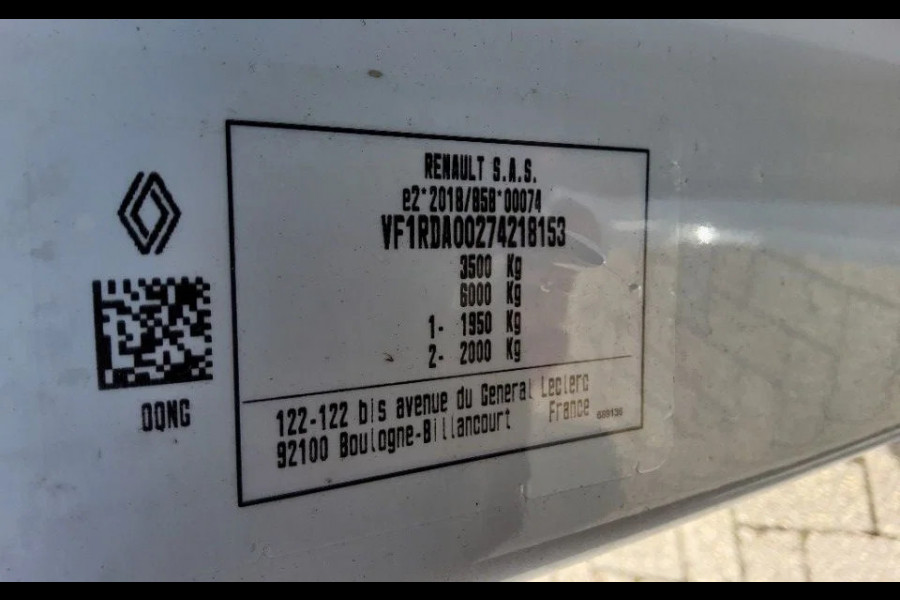 RENAULT S.A.S.
e2*2018/858*00074
VF1RDA00274218153
3500 Kg
6000 Kg
1- 1950 Kg
2- 2000 Kg
122-122 bis avenue du General Leclerc
92100 Boulogne-Billancourt France
OQNG